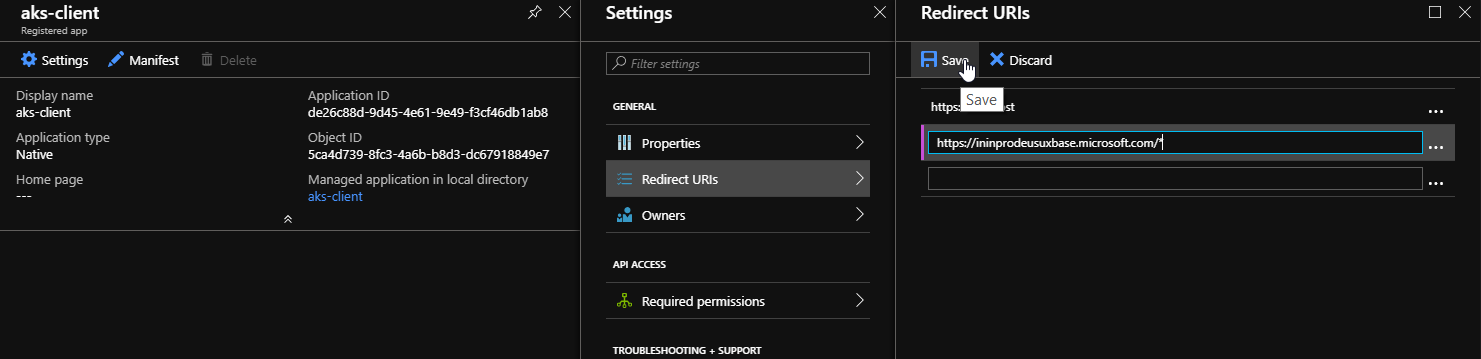 aks-client
Registered app
Settings
Manifest
Delete
Display name
aks-client
Application type
Native
Home page
---
Application ID
de26c88d-9d45-4e61-9e49-f3cf46db1ab8
Object ID
5ca4d739-8fc3-4a6b-b8d3-dc67918849e7
Managed application in local directory
aks-client
Settings
Filter settings
GENERAL
Properties
Redirect URIs
Owners
API ACCESS
Required permissions
TROUBLESHOOTING + SUPPORT
Redirect URIs
Save
Discard
Save
https://ininprodeusuxbase.microsoft.com/*